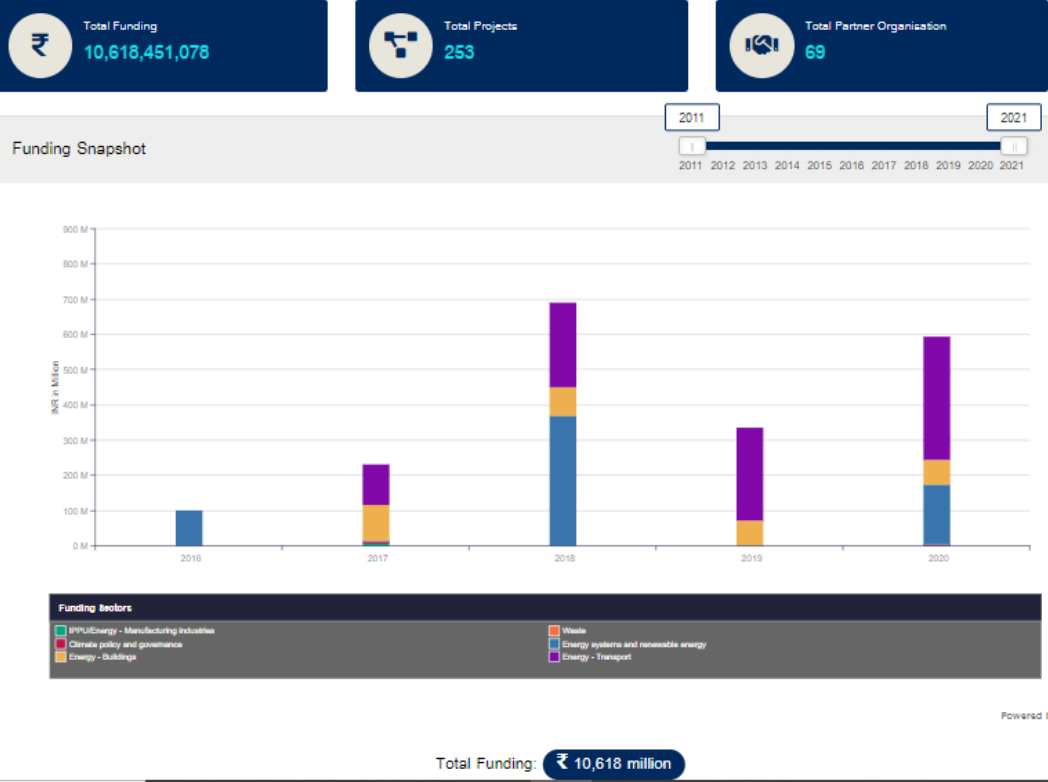 Total Funding
₹ 10,618,451,078
Total Projects
253
Total Partner Organisation
69
Funding Snapshot
2011 2021
2011 2012 2013 2014 2015 2016 2017 2018 2019 2020 2021
INR in Million
900 M
800 M
700 M
600 M
500 M
400 M
300 M
200 M
100 M
0 M
2016 2017 2018 2019 2020
Funding Sectors
IPPU/Energy - Manufacturing Industries
Climate policy and governance
Energy - Buildings
Waste
Energy systems and renewable energy
Energy - Transport
Powered
Total Funding: ₹ 10,618 million